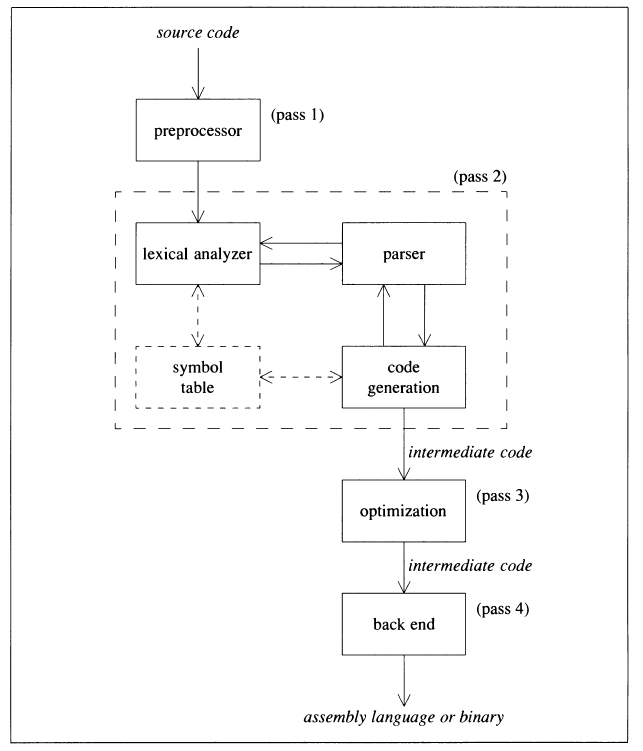 source code
preprocessor
(pass 1)
(pass 2)
lexical analyzer
parser
symbol
table
code
generation
intermediate code
optimization
(pass 3)
intermediate code
back end
(pass 4)
assembly language or binary